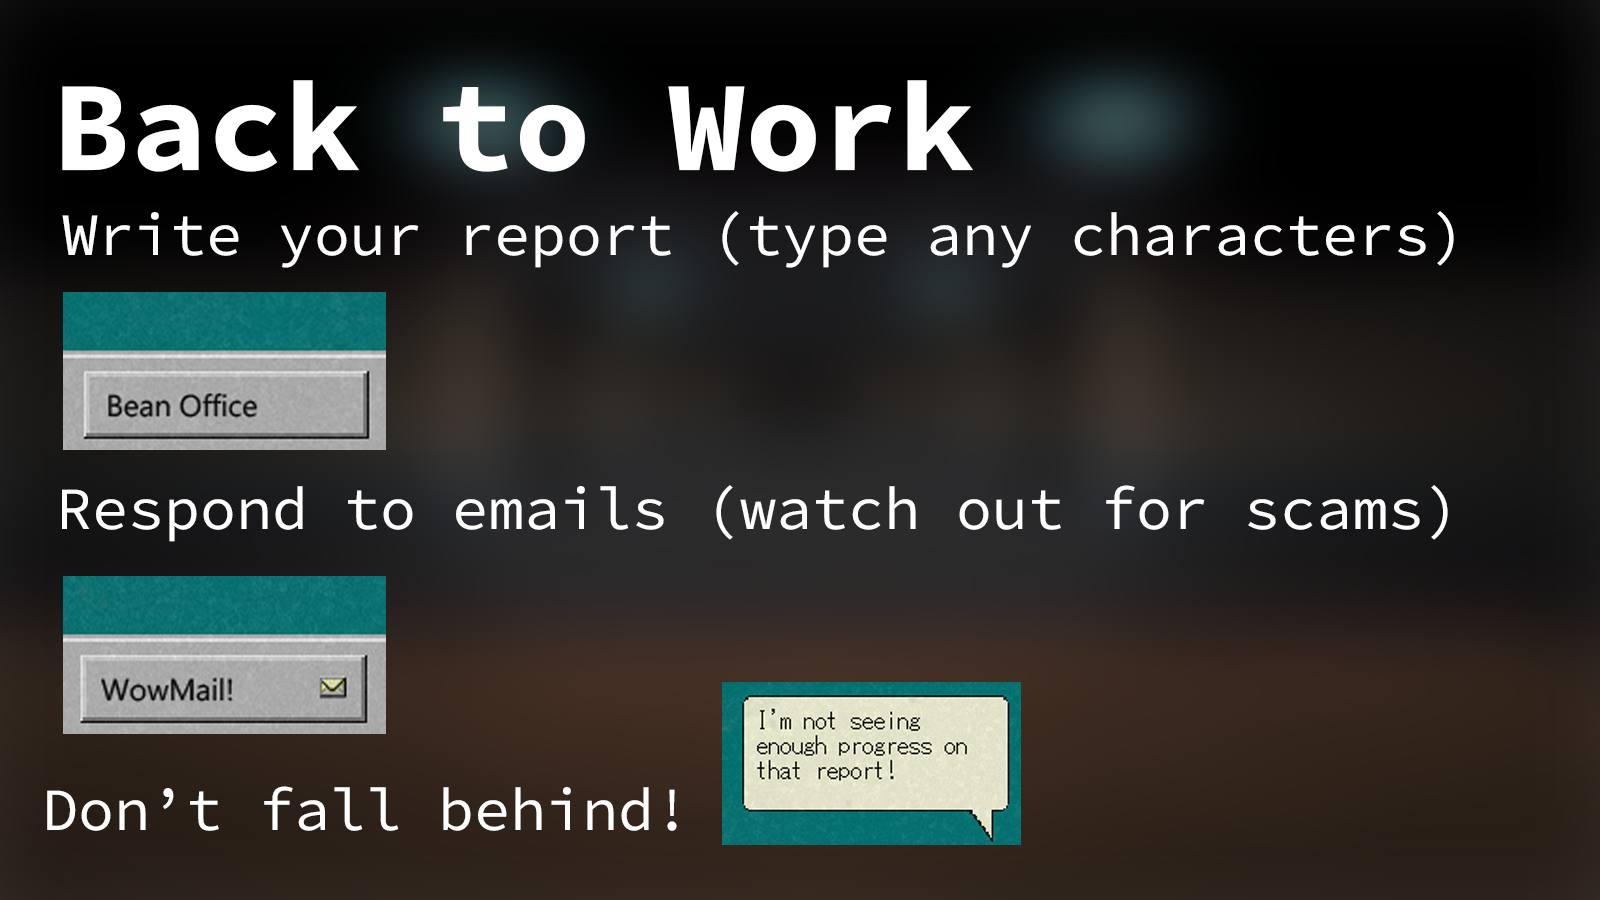 Back to Work
Write your report (type any characters)
Bean Office
Respond to emails (watch out for scams)
WowMail!
I'm not seeing
enough progress on
that report!
Don’t fall behind!